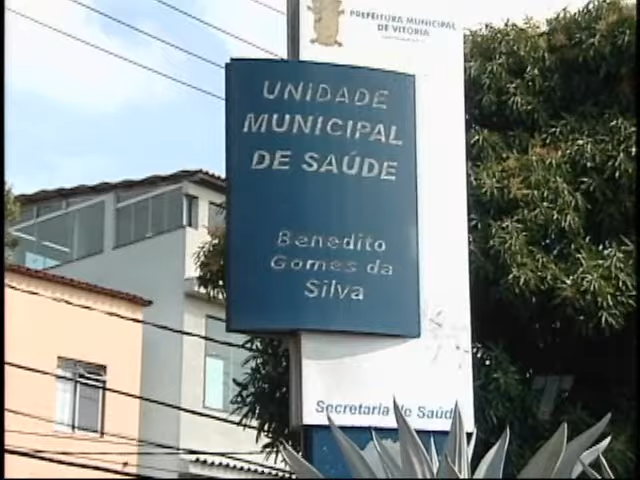 PREFEITURA MUNICIPAL
DE VITÓRIA
UNIDADE
MUNICIPAL
DE SAÚDE
Benedito
Gomes da
Silva
Secretaria de Saúde